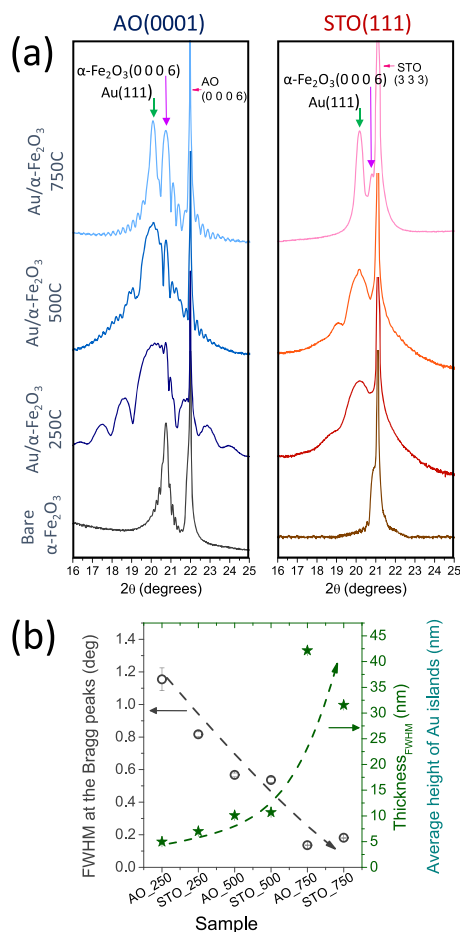 AO(0001)
STO(111)
(a)
α-Fe₂O₃(0 0 0 6)
Au(111)
AO
(0 0 0 6)
α-Fe₂O₃(0 0 0 6)
Au(111)
STO
(3 3 3)
Au/α-Fe₂O₃
750C
Au/α-Fe₂O₃
500C
Au/α-Fe₂O₃
250C
Bare
α-Fe₂O₃
16 17 18 19 20 21 22 23 24 25
2θ (degrees)
16 17 18 19 20 21 22 23 24 25
2θ (degrees)
(b)
FWHM at the Bragg peaks (deg)
1.4
1.2
1.0
0.8
0.6
0.4
0.2
0.0
45
40
35
30
25
20
15
10
5
0
Thickness_FWHM (nm)
Average height of Au islands (nm)
AO_250
STO_250
AO_500
STO_500
AO_750
STO_750
Sample